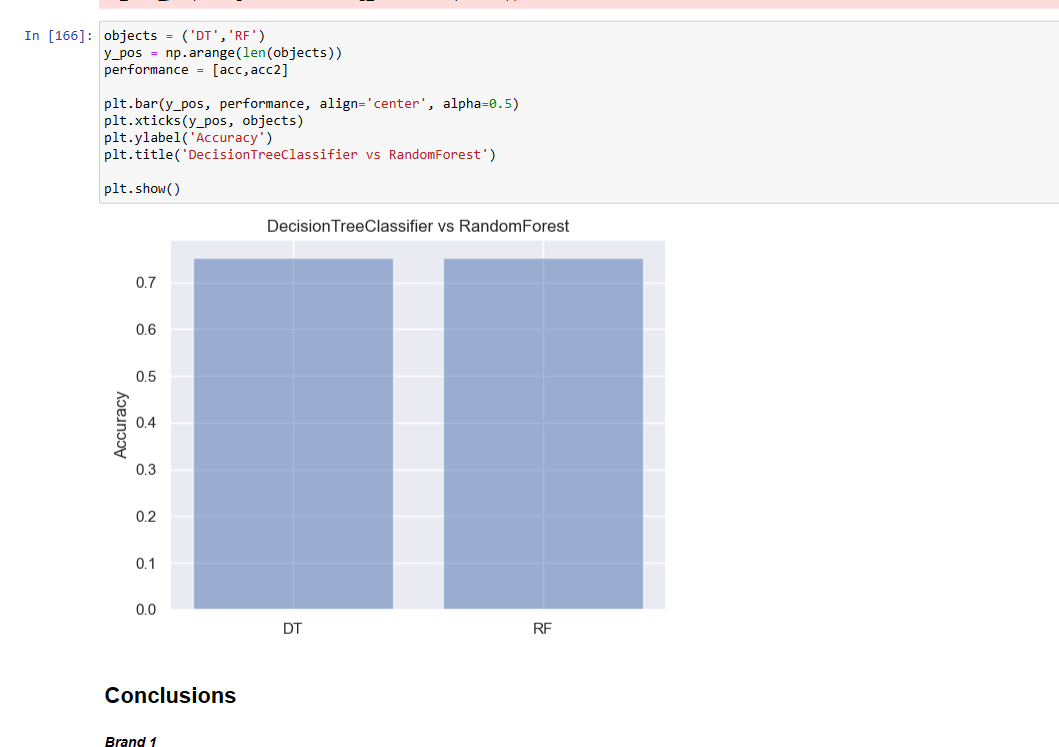 In [166]: objects = ('DT','RF')
y_pos = np.arange(len(objects))
performance = [acc,acc2]
plt.bar(y_pos, performance, align='center', alpha=0.5)
plt.xticks(y_pos, objects)
plt.ylabel('Accuracy')
plt.title('DecisionTreeClassifier vs RandomForest')
plt.show()
DecisionTreeClassifier vs RandomForest
0.7
0.6
0.5
0.4
0.3
0.2
0.1
0.0
Accuracy
DT RF
Conclusions
Brand 1